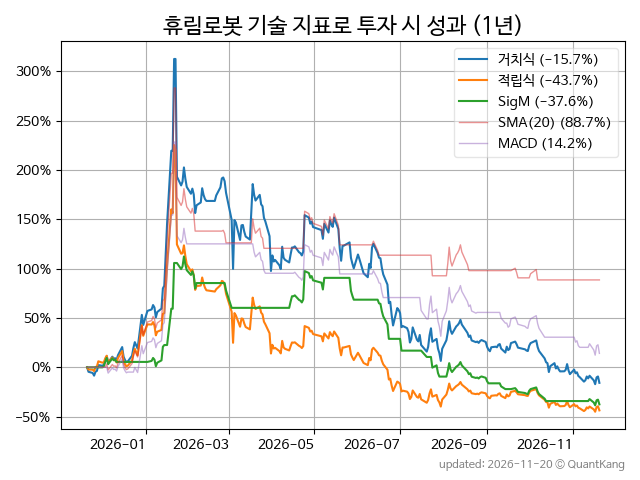 휴림로봇 기술 지표로 투자 시 성과 (1년)
거치식 (-15.7%)
적립식 (-43.7%)
SigM (-37.6%)
SMA(20) (88.7%)
MACD (14.2%)
300%
250%
200%
150%
100%
50%
0%
-50%
2026-01 2026-03 2026-05 2026-07 2026-09 2026-11
updated: 2026-11-20 © QuantKang